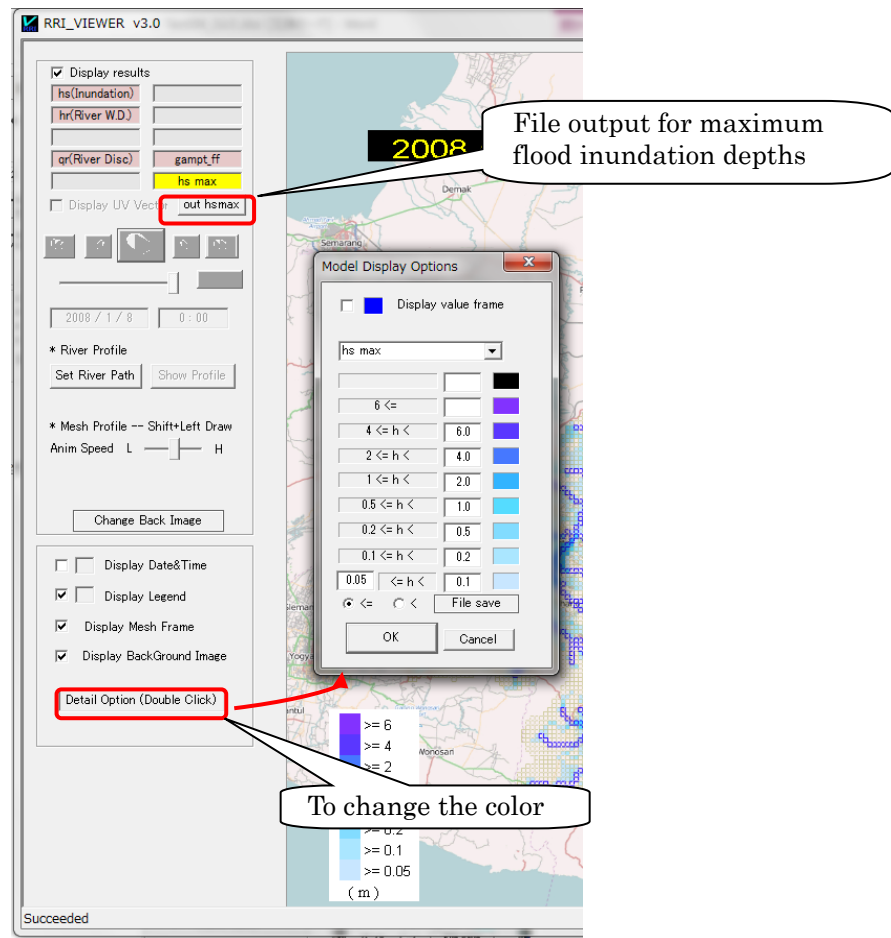 RRI_VIEWER v3.0
Display results
hs(Inundation)
hr(River W.D.)
qr(River Disc) gampt_ff
hs max
Display UV Vector out hsmax
2008 / 1 / 8 0 : 00
* River Profile
Set River Path Show Profile
* Mesh Profile -- Shift+Left Draw
Anim Speed L H
Change Back Image
Display Date&Time
Display Legend
Display Mesh Frame
Display BackGround Image
Detail Option (Double Click)
Succeeded
2008
File output for maximum
flood inundation depths
Demak
Semarang
Model Display Options
Display value frame
hs max
6 <=
4 <= h < 6.0
2 <= h < 4.0
1 <= h < 2.0
0.5 <= h < 1.0
0.2 <= h < 0.5
0.1 <= h < 0.2
0.05 <= h < 0.1
<= < File save
OK Cancel
Yogya
antul
Wonosari
>= 6
>= 4
>= 2
To change the color
>= 0.2
>= 0.1
>= 0.05
( m )